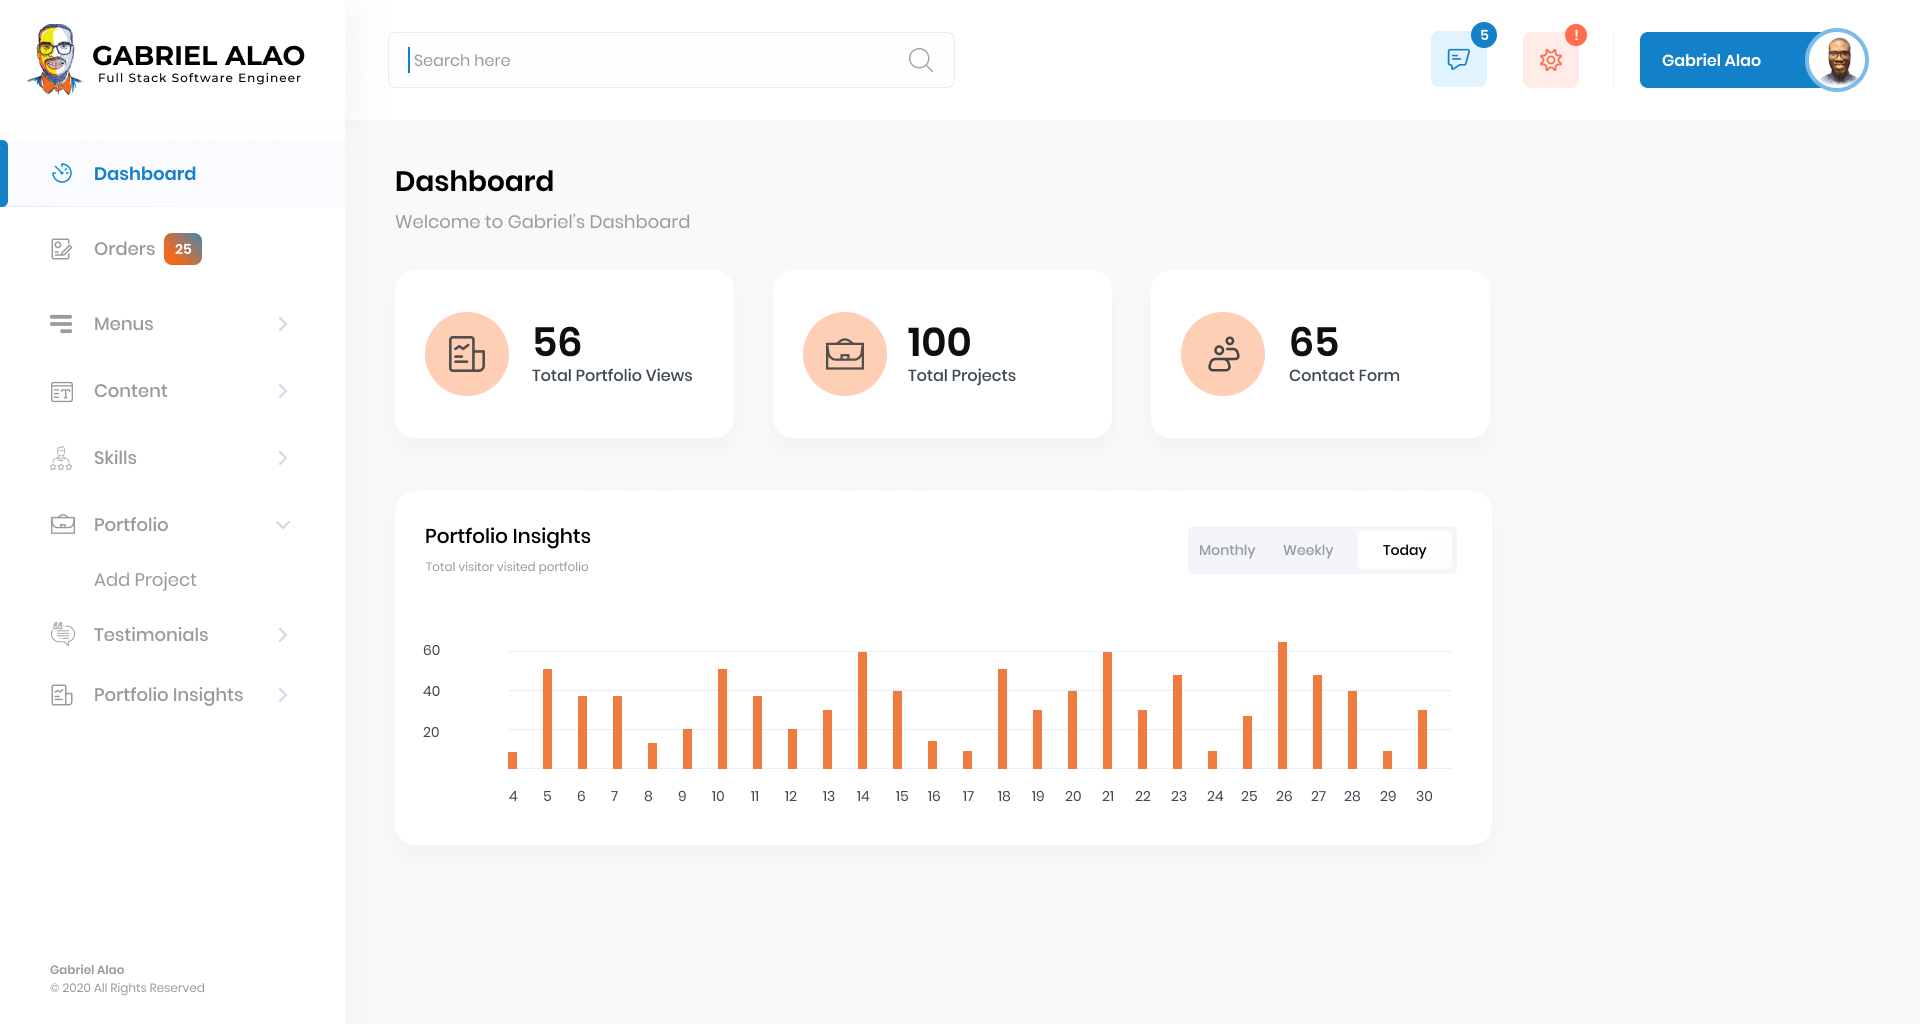 GABRIEL ALAO
Full Stack Software Engineer
Search here
5
!
Gabriel Alao
Dashboard
Orders 25
Menus
Content
Skills
Portfolio
Add Project
Testimonials
Portfolio Insights
Gabriel Alao
© 2020 All Rights Reserved
Dashboard
Welcome to Gabriel's Dashboard
56
Total Portfolio Views
100
Total Projects
65
Contact Form
Portfolio Insights
Total visitor visited portfolio
Monthly Weekly Today
60
40
20
4 5 6 7 8 9 10 11 12 13 14 15 16 17 18 19 20 21 22 23 24 25 26 27 28 29 30